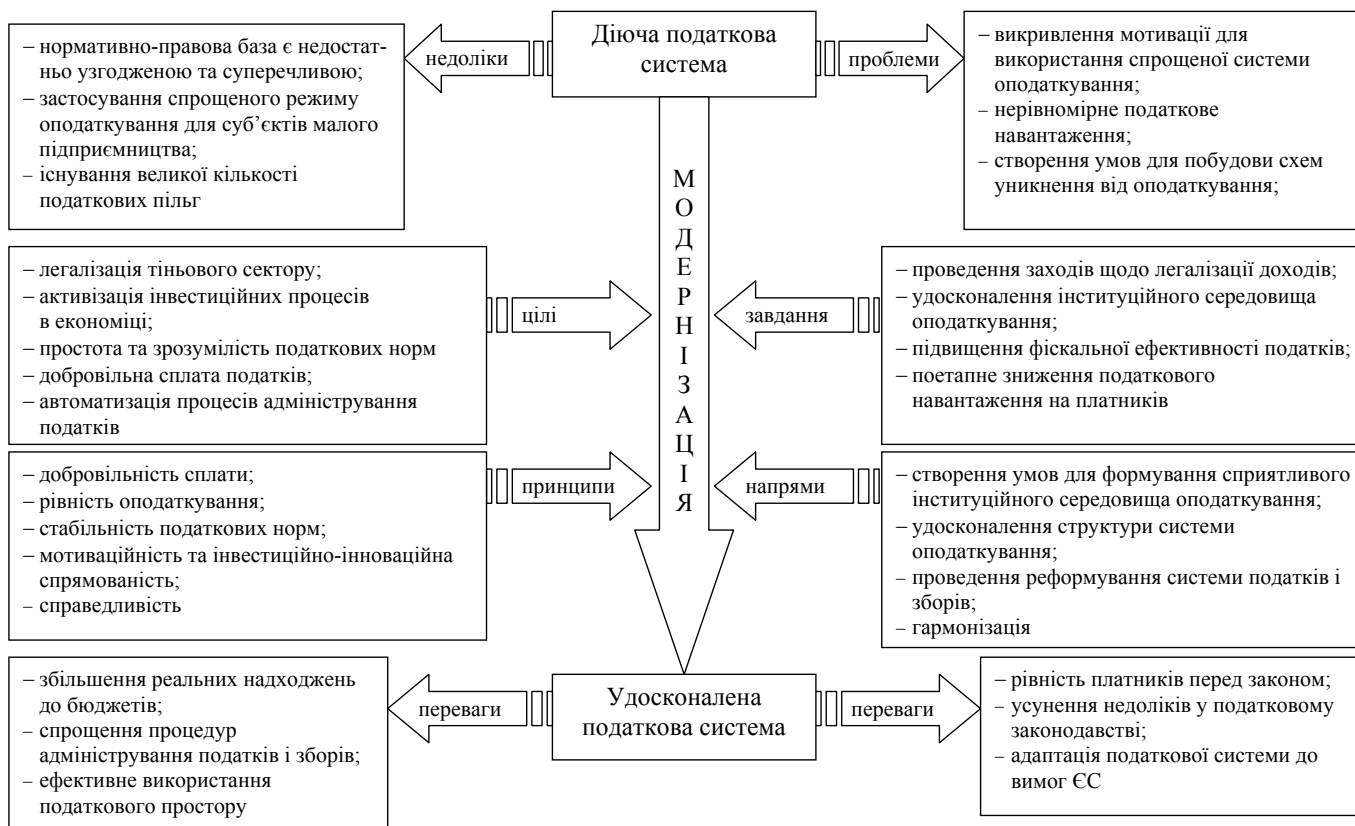 Діюча податкова
система
недоліки
– нормативно-правова база є недостат-
ньо узгодженою та суперечливою;
– застосування спрощеного режиму
оподаткування для суб’єктів малого
підприємництва;
– існування великої кількості
податкових пільг
проблеми
– викривлення мотивації для
використання спрощеної системи
оподаткування;
– нерівномірне податкове
навантаження;
– створення умов для побудови схем
уникнення від оподаткування;
МОДЕРНІЗАЦІЯ
– легалізація тіньового сектору;
– активізація інвестиційних процесів
в економіці;
– простота та зрозумілість податкових норм
– добровільна сплата податків;
– автоматизація процесів адміністрування
податків
цілі
завдання
– проведення заходів щодо легалізації доходів;
– удосконалення інституційного середовища
оподаткування;
– підвищення фіскальної ефективності податків;
– поетапне зниження податкового
навантаження на платників
– добровільність сплати;
– рівність оподаткування;
– стабільність податкових норм;
– мотиваційність та інвестиційно-інноваційна
спрямованість;
– справедливість
принципи
напрями
– створення умов для формування сприятливого
інституційного середовища оподаткування;
– удосконалення структури системи
оподаткування;
– проведення реформування системи податків і
зборів;
– гармонізація
– збільшення реальних надходжень
до бюджетів;
– спрощення процедур
адміністрування податків і зборів;
– ефективне використання
податкового простору
переваги
Удосконалена
податкова система
переваги
– рівність платників перед законом;
– усунення недоліків у податковому
законодавстві;
– адаптація податкової системи до
вимог ЄС